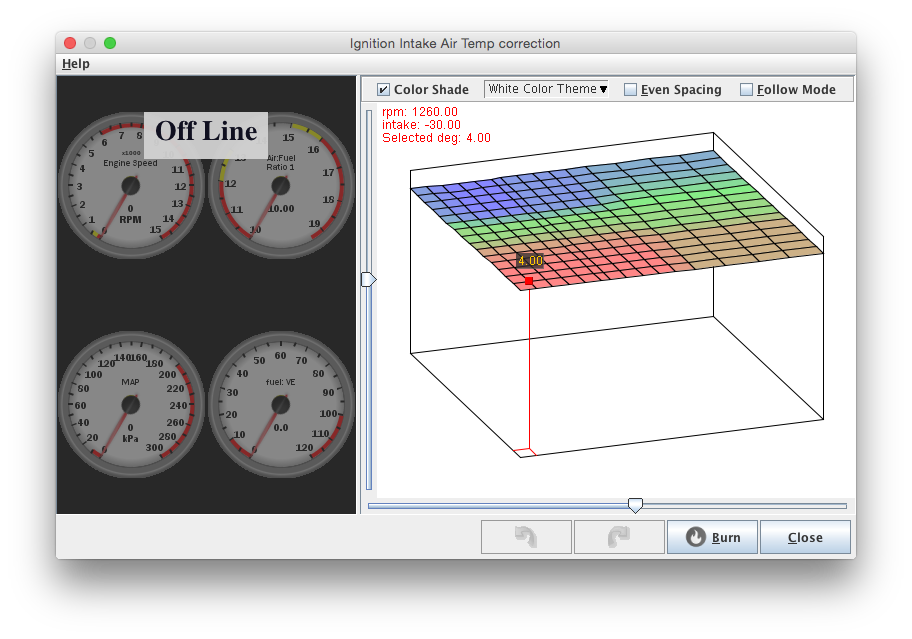 Ignition Intake Air Temp correction
Help
Color Shade
White Color Theme
Even Spacing
Follow Mode
rpm: 1260.00
intake: -30.00
Selected deg: 4.00
4.00
Off Line
0 1 2 3 4 5 6 7 8 11 12 13 14 15
x1000
Engine Speed
0
RPM
10 11 12 15 16 17 18 19
Air:Fuel
Ratio 1
10.00
0 20 40 60 80 100 120 140 160 180 200 220 240 260 280 300
MAP
0
kPa
0 10 20 30 40 50 60 70 80 90 100 110 120
fuel: VE
0.0
Burn
Close